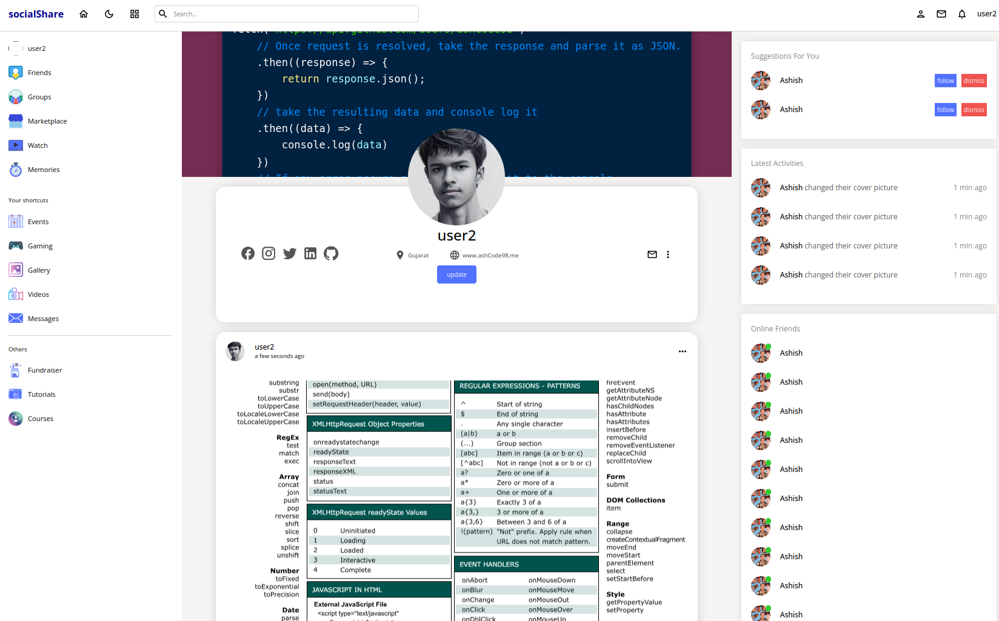 socialShare
Search...
user2
user2
Friends
Groups
Marketplace
Watch
Memories
Your shortcuts
Events
Gaming
Gallery
Videos
Messages
Others
Fundraiser
Tutorials
Courses
// Once request is resolved, take the response and parse it as JSON.
.then((response) => {
return response.json();
})
// take the resulting data and console log it
.then((data) => {
console.log(data)
})
user2
Gujarat
www.ashCode98.me
update
user2
a few seconds ago
substring
substr
toLowerCase
toUpperCase
toLocaleLowerCase
toLocaleUpperCase
RegEx
test
match
exec
Array
concat
join
push
pop
reverse
shift
slice
sort
splice
unshift
Number
toFixed
toExponential
toPrecision
Date
parse
open(method, URL)
send(body)
setRequestHeader(header, value)
XMLHttpRequest Object Properties
onreadystatechange
readyState
responseText
responseXML
status
statusText
XMLHttpRequest readyState Values
0 Uninitiated
1 Loading
2 Loaded
3 Interactive
4 Complete
JAVASCRIPT IN HTML
External JavaScript File
<script type="text/javascript"
REGULAR EXPRESSIONS - PATTERNS
^ Start of string
$ End of string
. Any single character
(a|b) a or b
(...) Group section
[abc] Item in range (a or b or c)
[^abc] Not in range (not a or b or c)
a? Zero or one of a
a* Zero or more of a
a+ One or more of a
a{3} Exactly 3 of a
a{3,} 3 or more of a
a{3,6} Between 3 and 6 of a
!(pattern) "Not" prefix. Apply rule when
URL does not match pattern.
EVENT HANDLERS
onAbort onMouseDown
onBlur onMouseMove
onChange onMouseOut
onClick onMouseOver
onDblClick onMouseUp
fireEvent
getAttributeNS
getAttributeNode
hasChildNodes
hasAttribute
hasAttributes
insertBefore
removeChild
removeEventListener
replaceChild
scrollIntoView
Form
submit
DOM Collections
item
Range
collapse
createContextualFragment
moveEnd
moveStart
parentElement
select
setStartBefore
Style
getPropertyValue
setProperty
Suggestions For You
Ashish follow dismiss
Ashish follow dismiss
Latest Activities
Ashish changed their cover picture 1 min ago
Ashish changed their cover picture 1 min ago
Ashish changed their cover picture 1 min ago
Ashish changed their cover picture 1 min ago
Online Friends
Ashish
Ashish
Ashish
Ashish
Ashish
Ashish
Ashish
Ashish
Ashish
Ashish